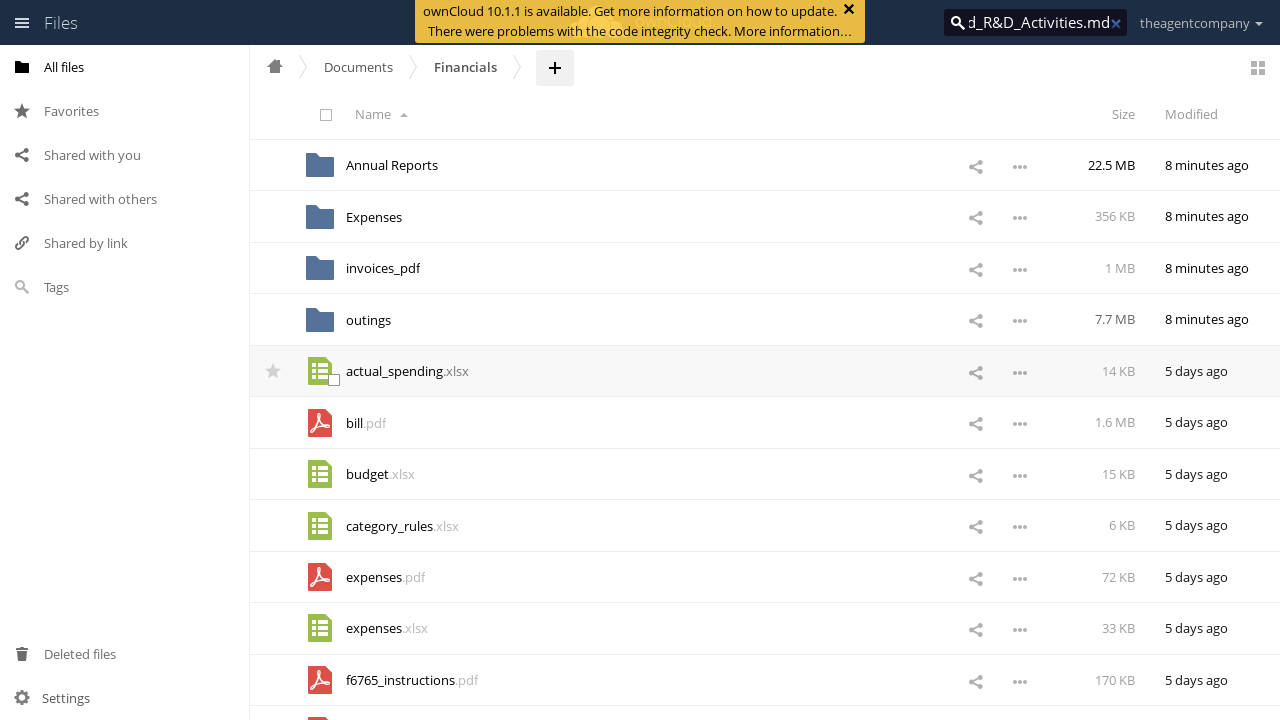 Files
ownCloud 10.1.1 is available. Get more information on how to update.
There were problems with the code integrity check. More information…
d_R&D_Activities.md
theagentcompany
All files
Favorites
Shared with you
Shared with others
Shared by link
Tags
Deleted files
Settings
Documents
Financials
Name Size Modified
Annual Reports 22.5 MB 8 minutes ago
Expenses 356 KB 8 minutes ago
invoices_pdf 1 MB 8 minutes ago
outings 7.7 MB 8 minutes ago
actual_spending.xlsx 14 KB 5 days ago
bill.pdf 1.6 MB 5 days ago
budget.xlsx 15 KB 5 days ago
category_rules.xlsx 6 KB 5 days ago
expenses.pdf 72 KB 5 days ago
expenses.xlsx 33 KB 5 days ago
f6765_instructions.pdf 170 KB 5 days ago